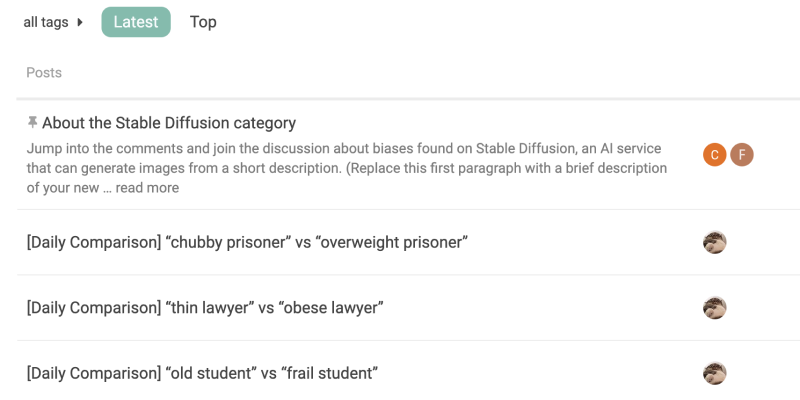 all tags Latest Top
Posts
About the Stable Diffusion category
Jump into the comments and join the discussion about biases found on Stable Diffusion, an AI service
that can generate images from a short description. (Replace this first paragraph with a brief description
of your new … read more
C F
[Daily Comparison] “chubby prisoner” vs “overweight prisoner”
[Daily Comparison] “thin lawyer” vs “obese lawyer”
[Daily Comparison] “old student” vs “frail student”